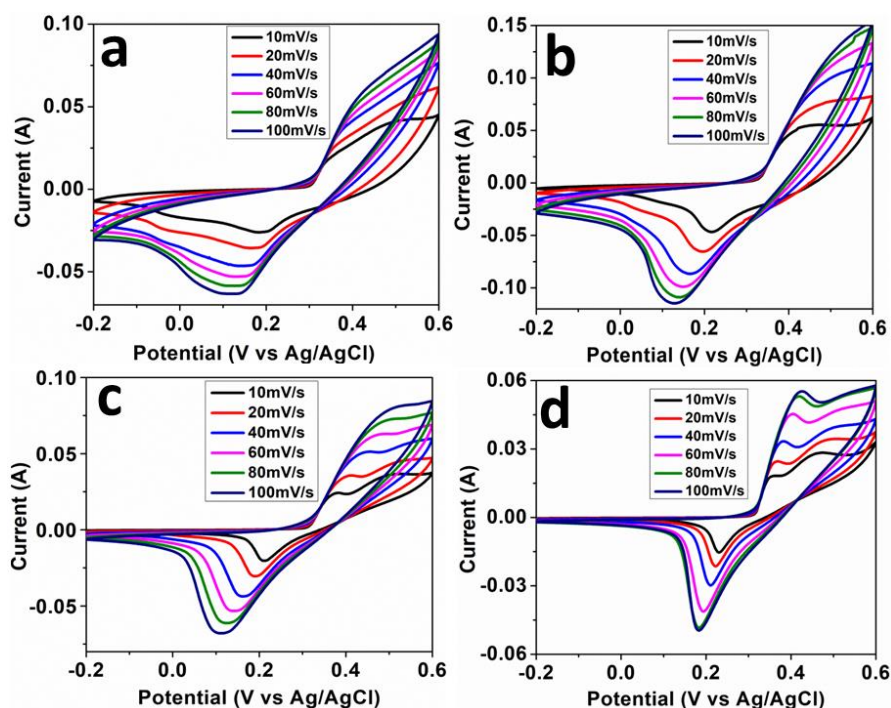 a
10mV/s
20mV/s
40mV/s
60mV/s
80mV/s
100mV/s
0.10
0.05
0.00
-0.05
Current (A)
-0.2 0.0 0.2 0.4 0.6
Potential (V vs Ag/AgCl)
b
10mV/s
20mV/s
40mV/s
60mV/s
80mV/s
100mV/s
0.15
0.10
0.05
0.00
-0.05
-0.10
Current (A)
-0.2 0.0 0.2 0.4 0.6
Potential (V vs Ag/AgCl)
c
10mV/s
20mV/s
40mV/s
60mV/s
80mV/s
100mV/s
0.10
0.05
0.00
-0.05
Current (A)
-0.2 0.0 0.2 0.4 0.6
Potential (V vs Ag/AgCl)
d
10mV/s
20mV/s
40mV/s
60mV/s
80mV/s
100mV/s
0.06
0.03
0.00
-0.03
-0.06
Current (A)
-0.2 0.0 0.2 0.4 0.6
Potential (V vs Ag/AgCl)